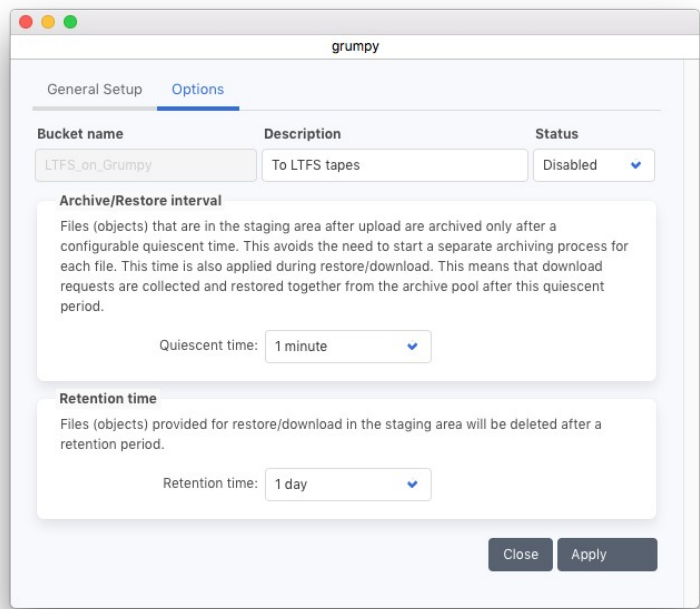 grumpy
General Setup Options
Bucket name Description Status
LTFS_on_Grumpy To LTFS tapes Disabled
Archive/Restore interval
Files (objects) that are in the staging area after upload are archived only after a
configurable quiescent time. This avoids the need to start a separate archiving process for
each file. This time is also applied during restore/download. This means that download
requests are collected and restored together from the archive pool after this quiescent
period.
Quiescent time: 1 minute
Retention time
Files (objects) provided for restore/download in the staging area will be deleted after a
retention period.
Retention time: 1 day
Close Apply